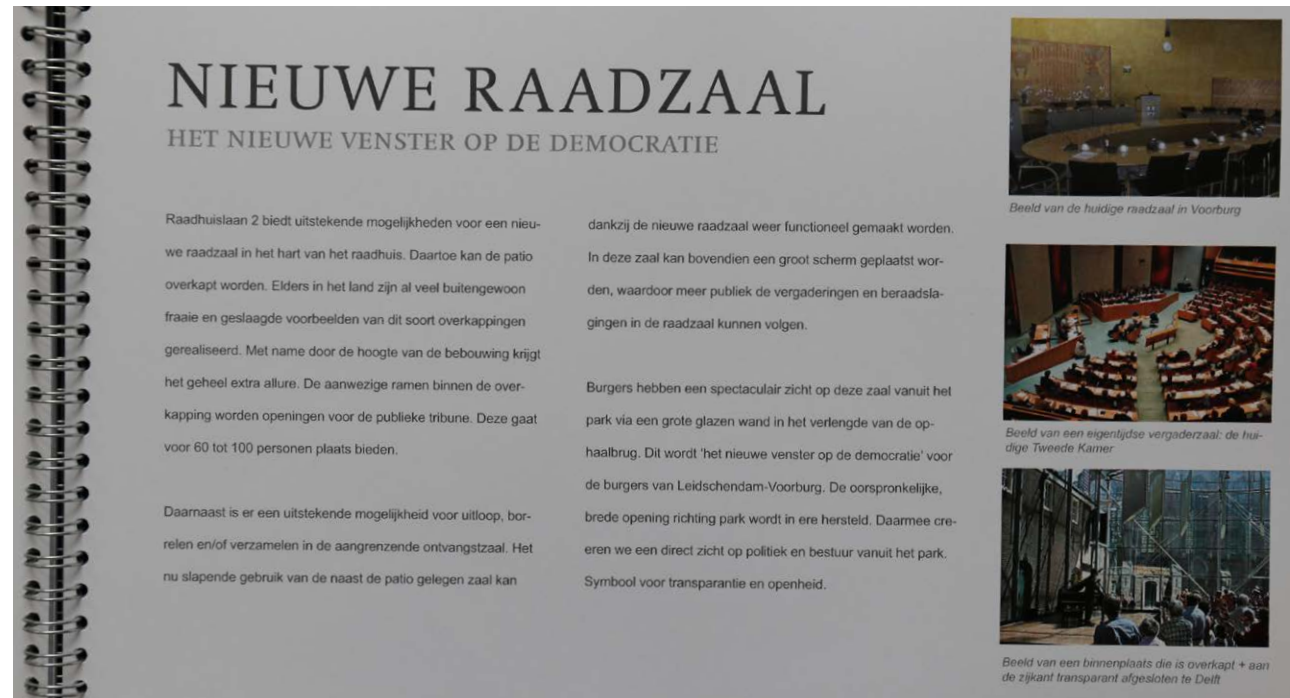 NIEUWE RAADZAAL
HET NIEUWE VENSTER OP DE DEMOCRATIE
Raadhuislaan 2 biedt uitstekende mogelijkheden voor een nieu-
we raadzaal in het hart van het raadhuis. Daartoe kan de patio
overkapt worden. Elders in het land zijn al veel buitengewoon
fraaie en geslaagde voorbeelden van dit soort overkappingen
gerealiseerd. Met name door de hoogte van de bebouwing krijgt
het geheel extra allure. De aanwezige ramen binnen de over-
kapping worden openingen voor de publieke tribune. Deze gaat
voor 60 tot 100 personen plaats bieden.
Daarnaast is er een uitstekende mogelijkheid voor uitloop, bor-
relen en/of verzamelen in de aangrenzende ontvangstzaal. Het
nu slapende gebruik van de naast de patio gelegen zaal kan
dankzij de nieuwe raadzaal weer functioneel gemaakt worden.
In deze zaal kan bovendien een groot scherm geplaatst wor-
den, waardoor meer publiek de vergaderingen en beraadsla-
gingen in de raadzaal kunnen volgen.
Burgers hebben een spectaculair zicht op deze zaal vanuit het
park via een grote glazen wand in het verlengde van de op-
haalbrug. Dit wordt 'het nieuwe venster op de democratie' voor
de burgers van Leidschendam-Voorburg. De oorspronkelijke,
brede opening richting park wordt in ere hersteld. Daarmee cre-
eren we een direct zicht op politiek en bestuur vanuit het park.
Symbool voor transparantie en openheid.
Beeld van de huidige raadzaal in Voorburg
Beeld van een eigentijdse vergaderzaal: de hui-
dige Tweede Kamer
Beeld van een binnenplaats die is overkapt + aan
de zijkant transparant afgesloten te Delft